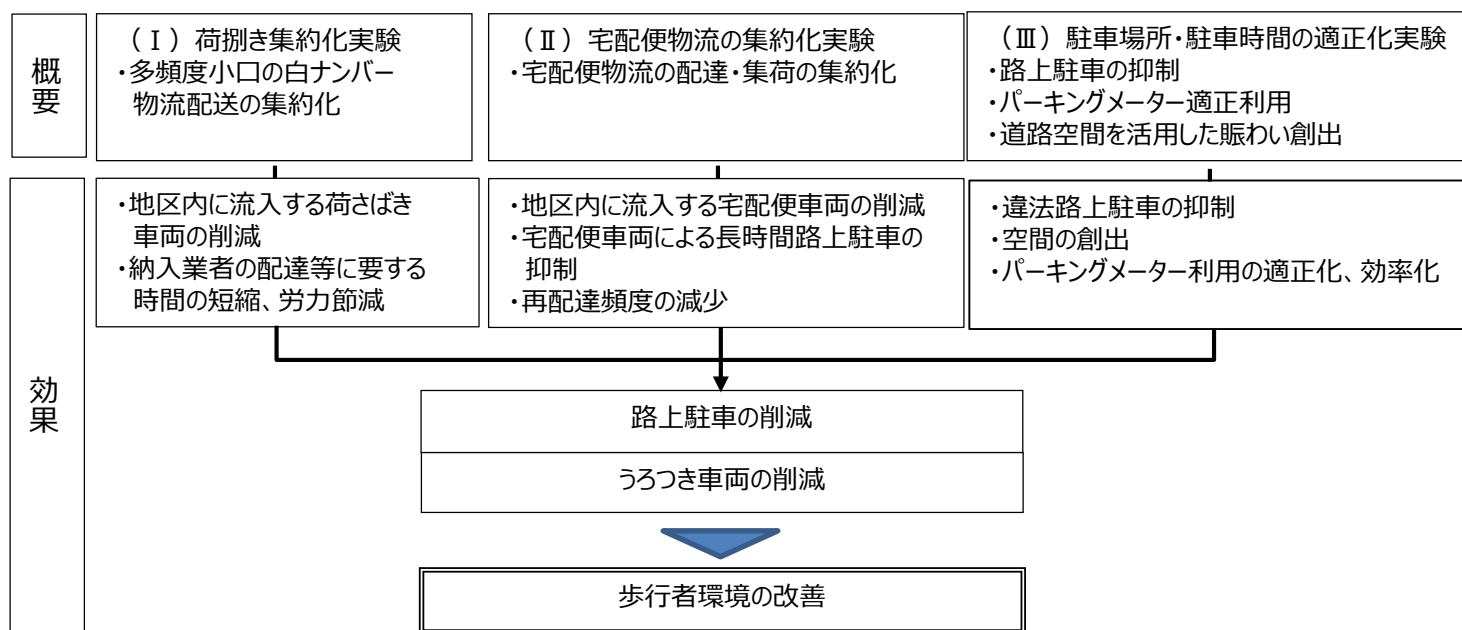 概要
（Ⅰ）荷捌き集約化実験
・多頻度小口の白ナンバー
物流配送の集約化
（Ⅱ）宅配便物流の集約化実験
・宅配便物流の配達・集荷の集約化
（Ⅲ）駐車場所・駐車時間の適正化実験
・路上駐車の抑制
・パーキングメーター適正利用
・道路空間を活用した賑わい創出
効果
・地区内に流入する荷さばき
車両の削減
・納入業者の配達等に要する
時間の短縮、労力節減
・地区内に流入する宅配便車両の削減
・宅配便車両による長時間路上駐車の
抑制
・再配達頻度の減少
・違法路上駐車の抑制
・空間の創出
・パーキングメーター利用の適正化、効率化
路上駐車の削減
うろつき車両の削減
歩行者環境の改善